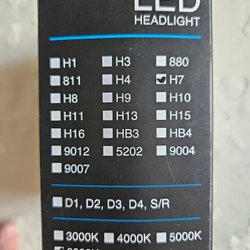 LED
HEADLIGHT
H1 H3 880
811 H4 H7
H8 H9 H10
H11 H13 H15
H16 HB3 HB4
9012 5202 9004
9007
D1, D2, D3, D4, S/R
3000K 4000K 5000K